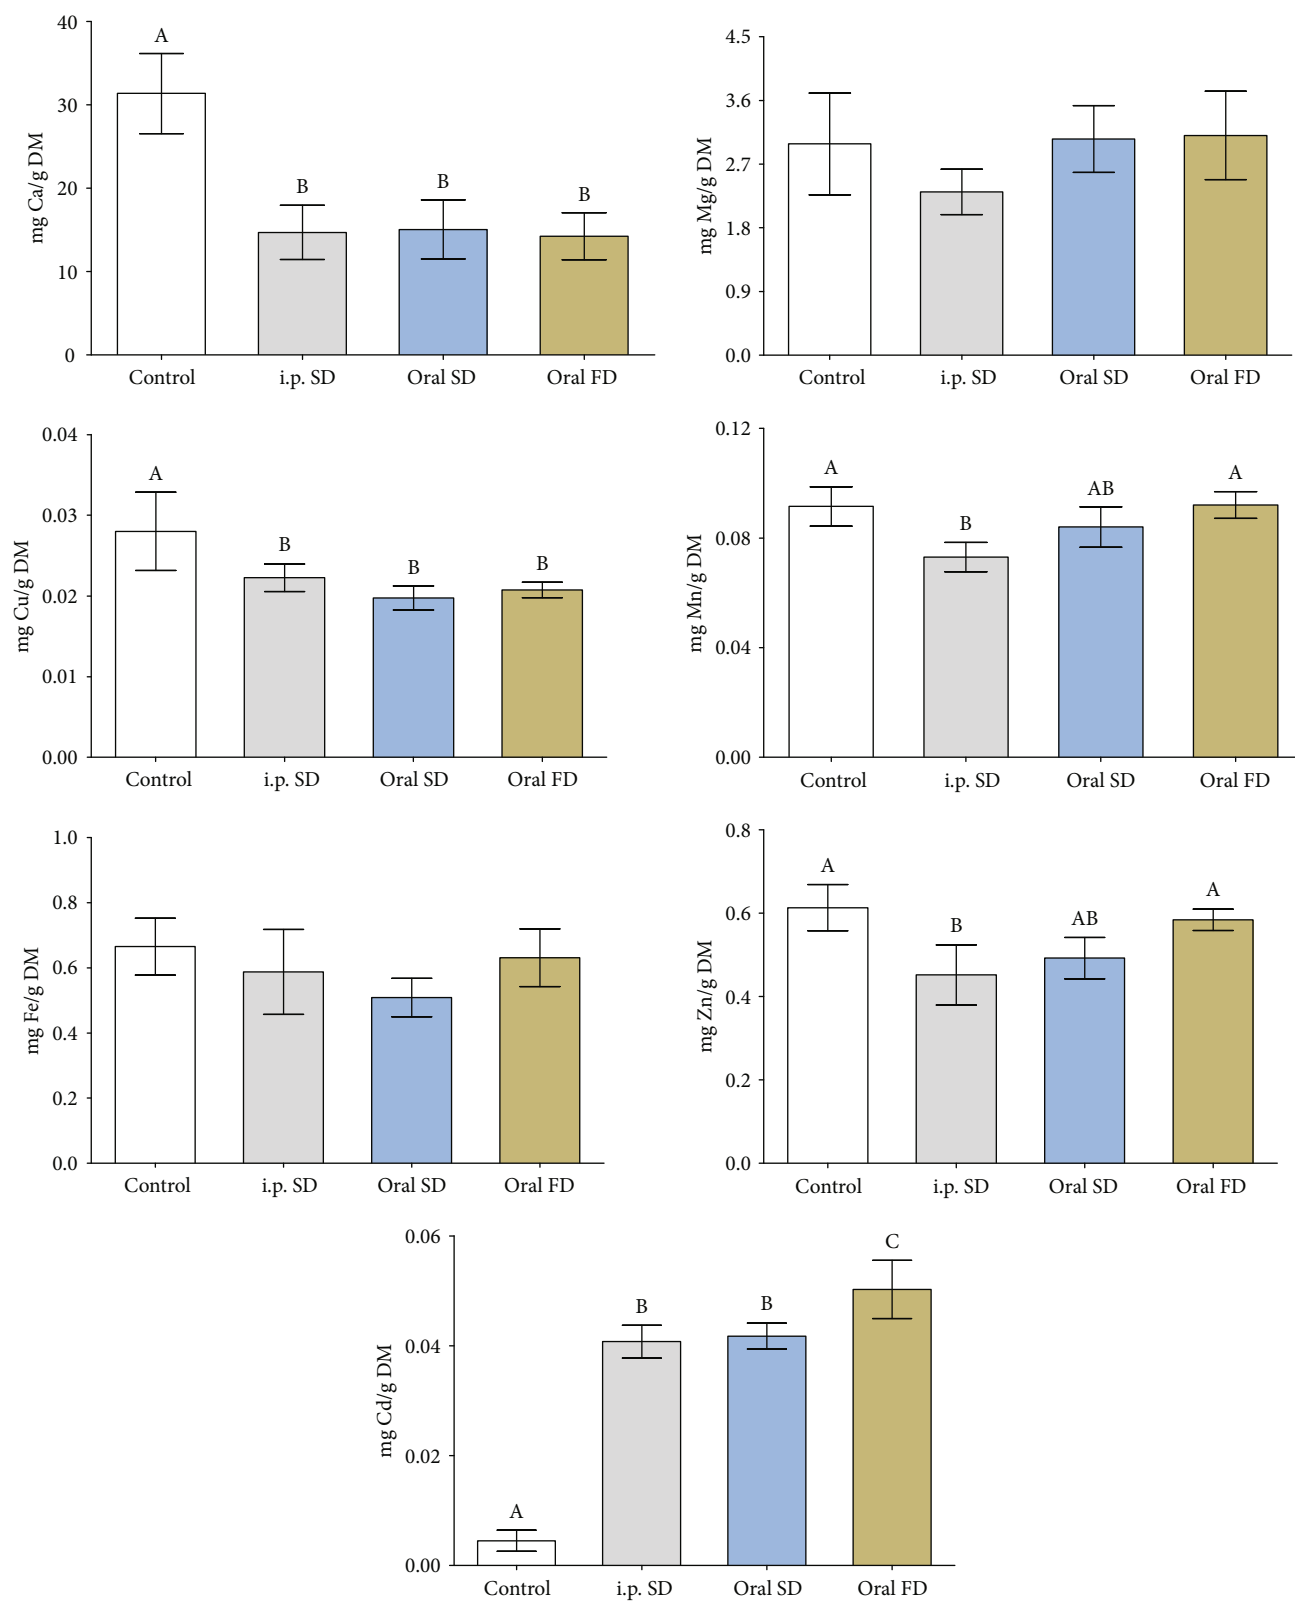 mg Ca/g DM
40
30
20
10
0
A
B
B
B
Control
i.p. SD
Oral SD
Oral FD
mg Mg/g DM
4.5
3.6
2.7
1.8
0.9
0.0
Control
i.p. SD
Oral SD
Oral FD
mg Cu/g DM
0.04
0.03
0.02
0.01
0.00
A
B
B
B
Control
i.p. SD
Oral SD
Oral FD
mg Mn/g DM
0.12
0.08
0.04
0.00
A
B
AB
A
Control
i.p. SD
Oral SD
Oral FD
mg Fe/g DM
1.0
0.8
0.6
0.4
0.2
0.0
Control
i.p. SD
Oral SD
Oral FD
mg Zn/g DM
0.8
0.6
0.4
0.2
0.0
A
B
AB
A
Control
i.p. SD
Oral SD
Oral FD
mg Cd/g DM
0.06
0.04
0.02
0.00
A
B
B
C
Control
i.p. SD
Oral SD
Oral FD